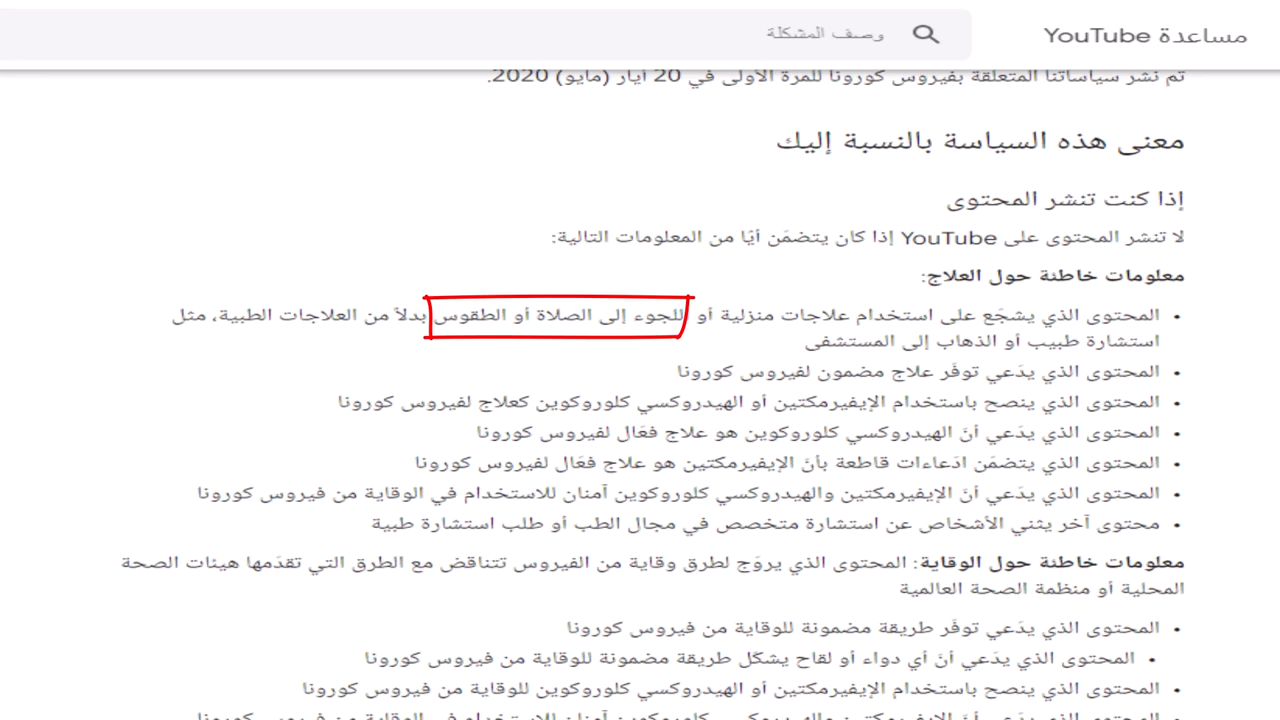 مساعدة YouTube
وصف المشكلة
تم نشر سياساتنا المتعلقة بفيروس كورونا للمرة الأولى في 20 أيار (مايو) 2020.
معنى هذه السياسة بالنسبة إليك
إذا كنت تنشر المحتوى
لا تنشر المحتوى على YouTube إذا كان يتضمّن أيًا من المعلومات التالية:
معلومات خاطئة حول العلاج:
• المحتوى الذي يشجّع على استخدام علاجات منزلية أو للجوء إلى الصلاة أو الطقوس بدلاً من العلاجات الطبية، مثل
استشارة طبيب أو الذهاب إلى المستشفى
• المحتوى الذي يدّعي توفّر علاج مضمون لفيروس كورونا
• المحتوى الذي ينصح باستخدام الإيفيرمكتين أو الهيدروكسي كلوروكوين كعلاج لفيروس كورونا
• المحتوى الذي يدّعي أنّ الهيدروكسي كلوروكوين هو علاج فعّال لفيروس كورونا
• المحتوى الذي يتضمّن ادّعاءات قاطعة بأنّ الإيفيرمكتين هو علاج فعّال لفيروس كورونا
• المحتوى الذي يدّعي أنّ الإيفيرمكتين والهيدروكسي كلوروكوين آمنان للاستخدام في الوقاية من فيروس كورونا
• محتوى آخر يثني الأشخاص عن استشارة متخصص في مجال الطب أو طلب استشارة طبية
معلومات خاطئة حول الوقاية: المحتوى الذي يروّج لطرق وقاية من الفيروس تتناقض مع الطرق التي تقدّمها هيئات الصحة
المحلية أو منظمة الصحة العالمية
• المحتوى الذي يدّعي توفّر طريقة مضمونة للوقاية من فيروس كورونا
• المحتوى الذي يدّعي أنّ أي دواء أو لقاح يشكّل طريقة مضمونة للوقاية من فيروس كورونا
• المحتوى الذي ينصح باستخدام الإيفيرمكتين أو الهيدروكسي كلوروكوين للوقاية من فيروس كورونا